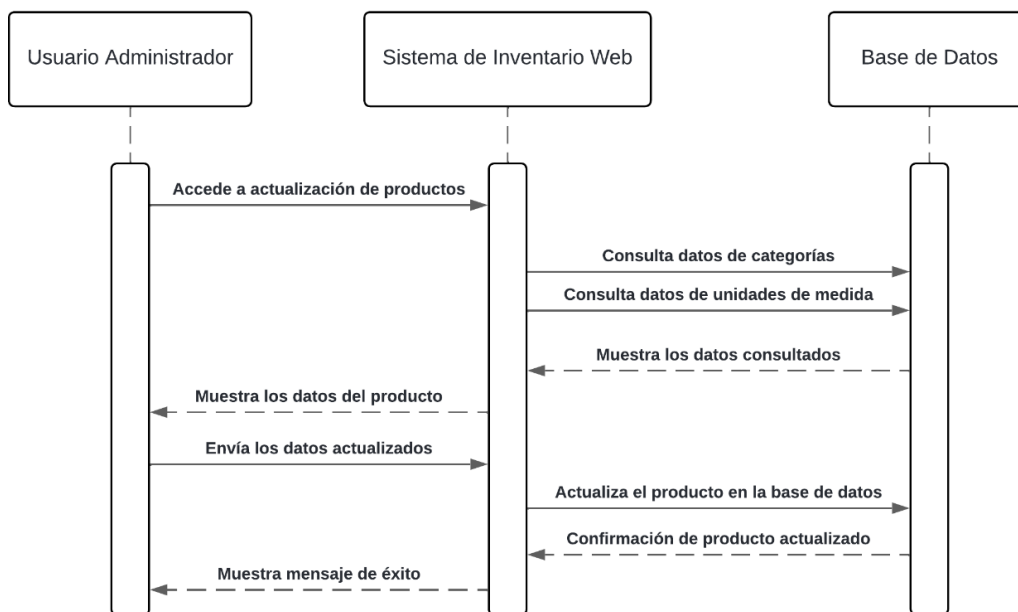 Usuario Administrador
Sistema de Inventario Web
Base de Datos
Accede a actualización de productos
Consulta datos de categorías
Consulta datos de unidades de medida
Muestra los datos consultados
Muestra los datos del producto
Envía los datos actualizados
Actualiza el producto en la base de datos
Confirmación de producto actualizado
Muestra mensaje de éxito